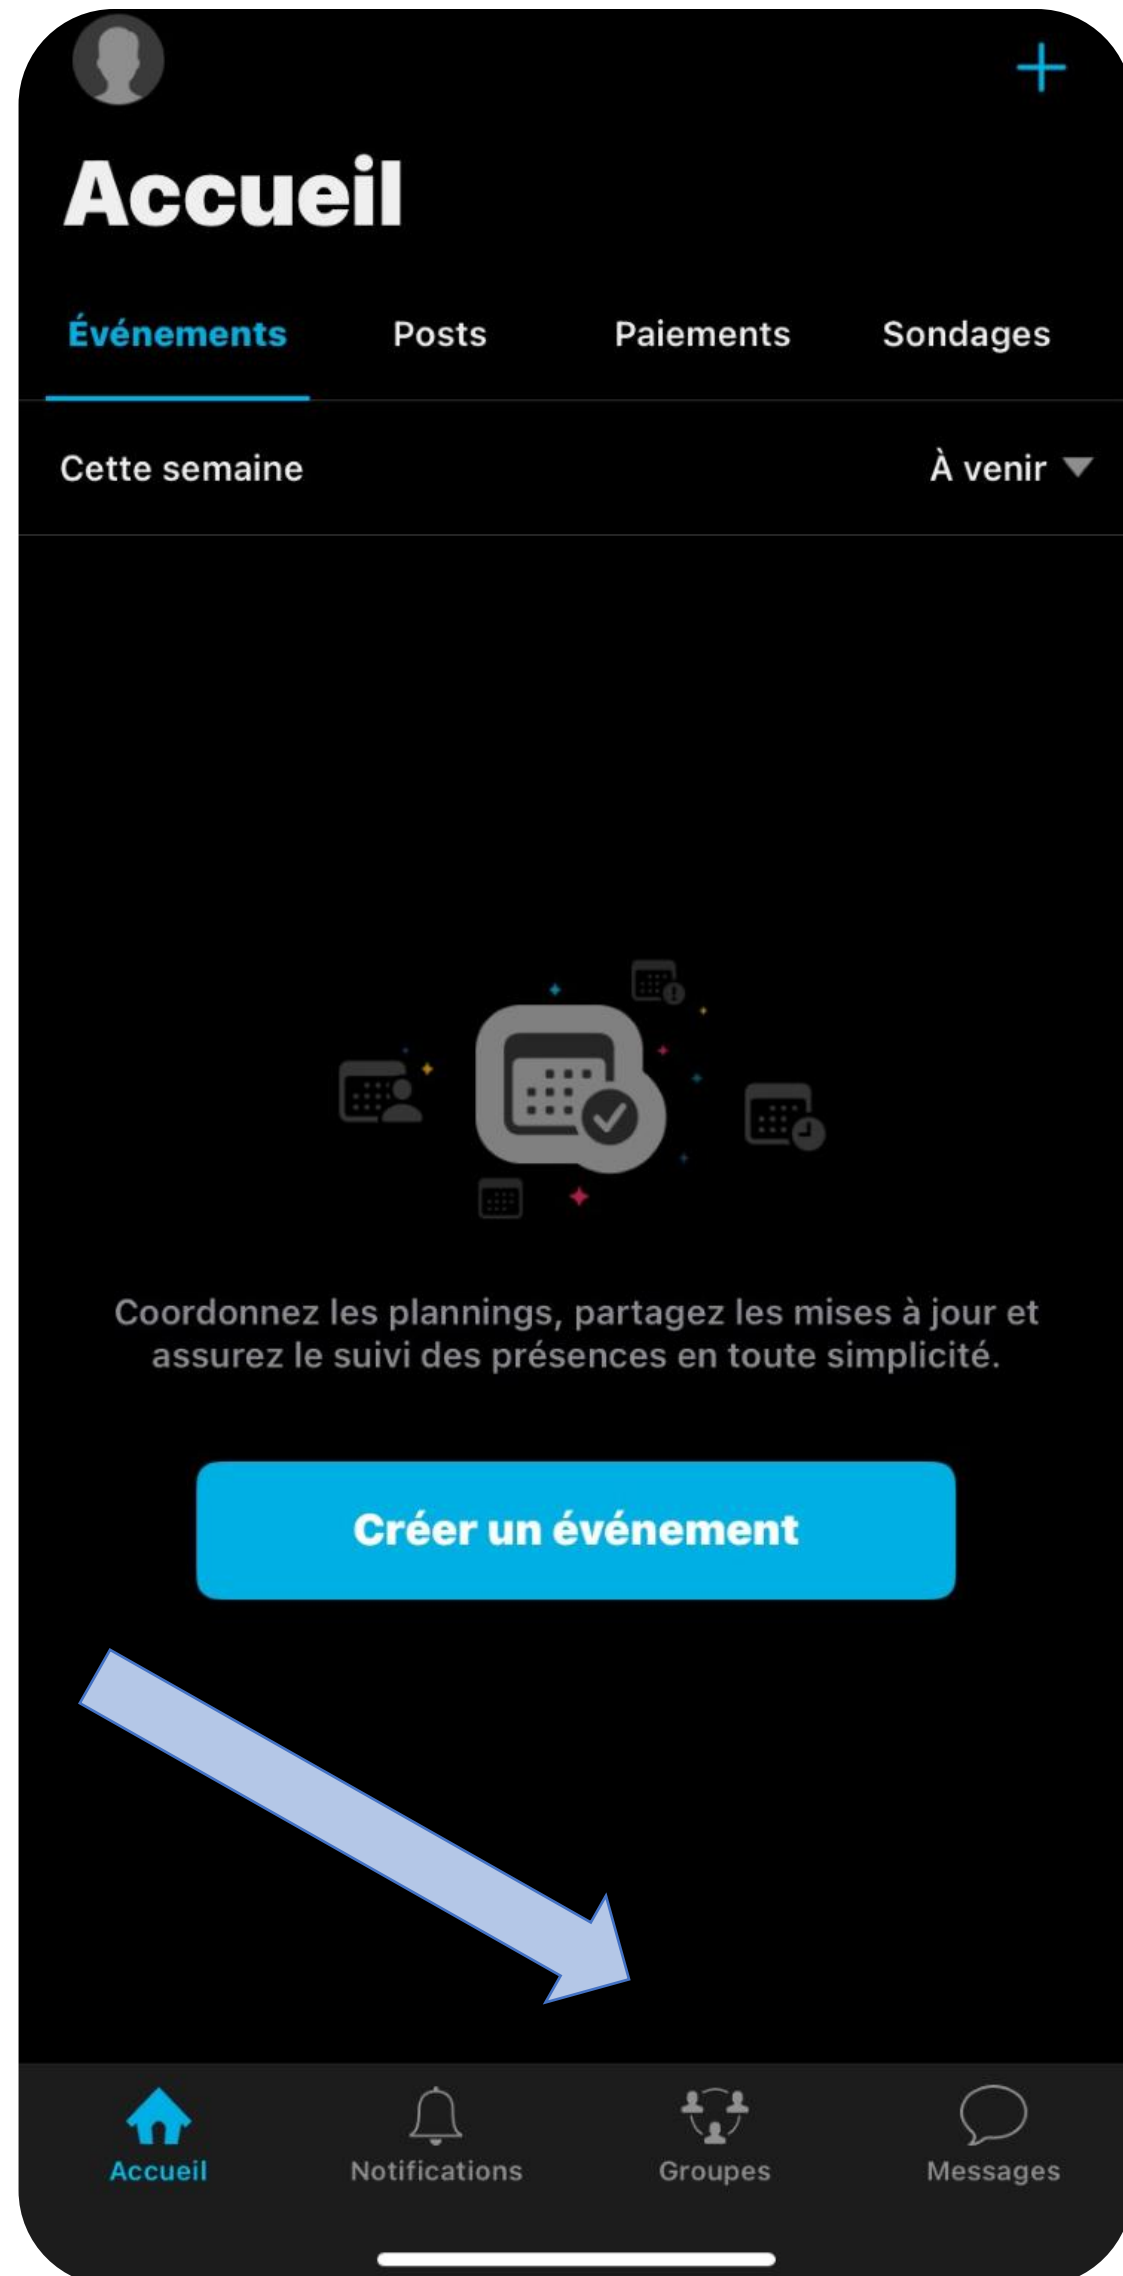 Accueil
Événements Posts Paiements Sondages
Cette semaine À venir
Coordonnez les plannings, partagez les mises à jour et
assurez le suivi des présences en toute simplicité.
Créer un événement
Accueil Notifications Groupes Messages